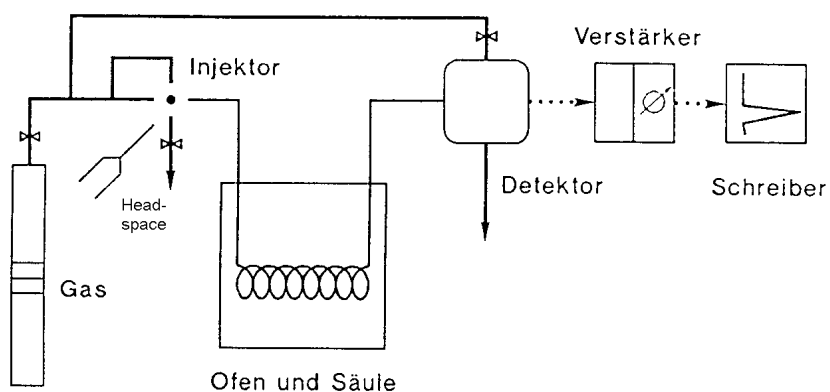 Verstärker
Injektor
Head-
space
Detektor
Schreiber
Gas
Ofen und Säule